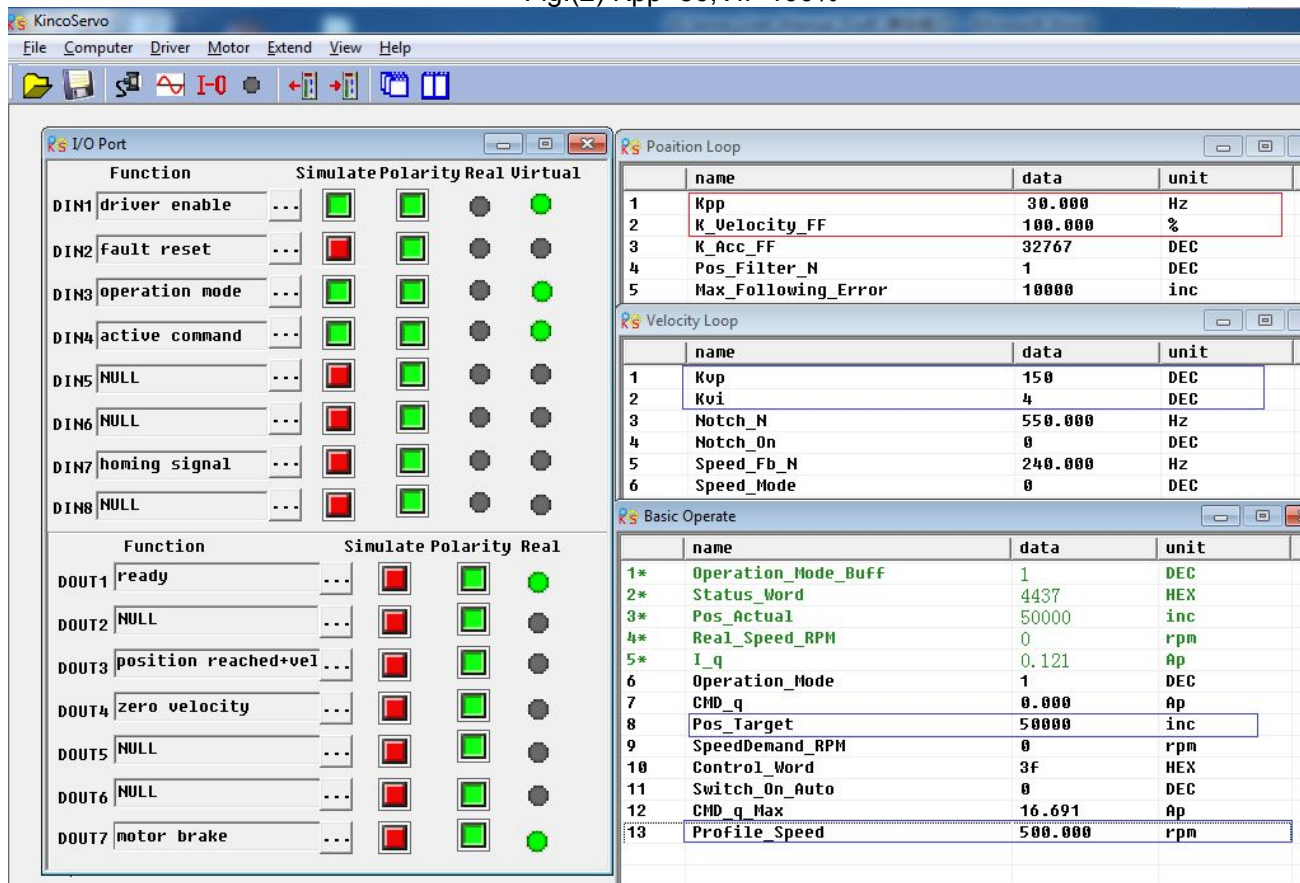 KincoServo
File Computer Driver Motor Extend View Help
I-0
I/O Port
Function Simulate Polarity Real Virtual
DIN1 driver enable ...
DIN2 fault reset ...
DIN3 operation mode ...
DIN4 active command ...
DIN5 NULL ...
DIN6 NULL ...
DIN7 homing signal ...
DIN8 NULL ...
Function Simulate Polarity Real
DOUT1 ready ...
DOUT2 NULL ...
DOUT3 position reached+vel ...
DOUT4 zero velocity ...
DOUT5 NULL ...
DOUT6 NULL ...
DOUT7 motor brake ...
Poaition Loop
name data unit
1 Kpp 30.000 Hz
2 K_Velocity_FF 100.000 %
3 K_Acc_FF 32767 DEC
4 Pos_Filter_N 1 DEC
5 Max_Following_Error 10000 inc
Velocity Loop
name data unit
1 Kvp 150 DEC
2 Kvi 4 DEC
3 Notch_N 550.000 Hz
4 Notch_On 0 DEC
5 Speed_Fb_N 240.000 Hz
6 Speed_Mode 0 DEC
Basic Operate
name data unit
1* Operation_Mode_Buff 1 DEC
2* Status_Word 4437 HEX
3* Pos_Actual 50000 inc
4* Real_Speed_RPM 0 rpm
5* I_q 0.121 Ap
6 Operation_Mode 1 DEC
7 CMD_q 0.000 Ap
8 Pos_Target 50000 inc
9 SpeedDemand_RPM 0 rpm
10 Control_Word 3f HEX
11 Switch_On_Auto 0 DEC
12 CMD_q_Max 16.691 Ap
13 Profile_Speed 500.000 rpm